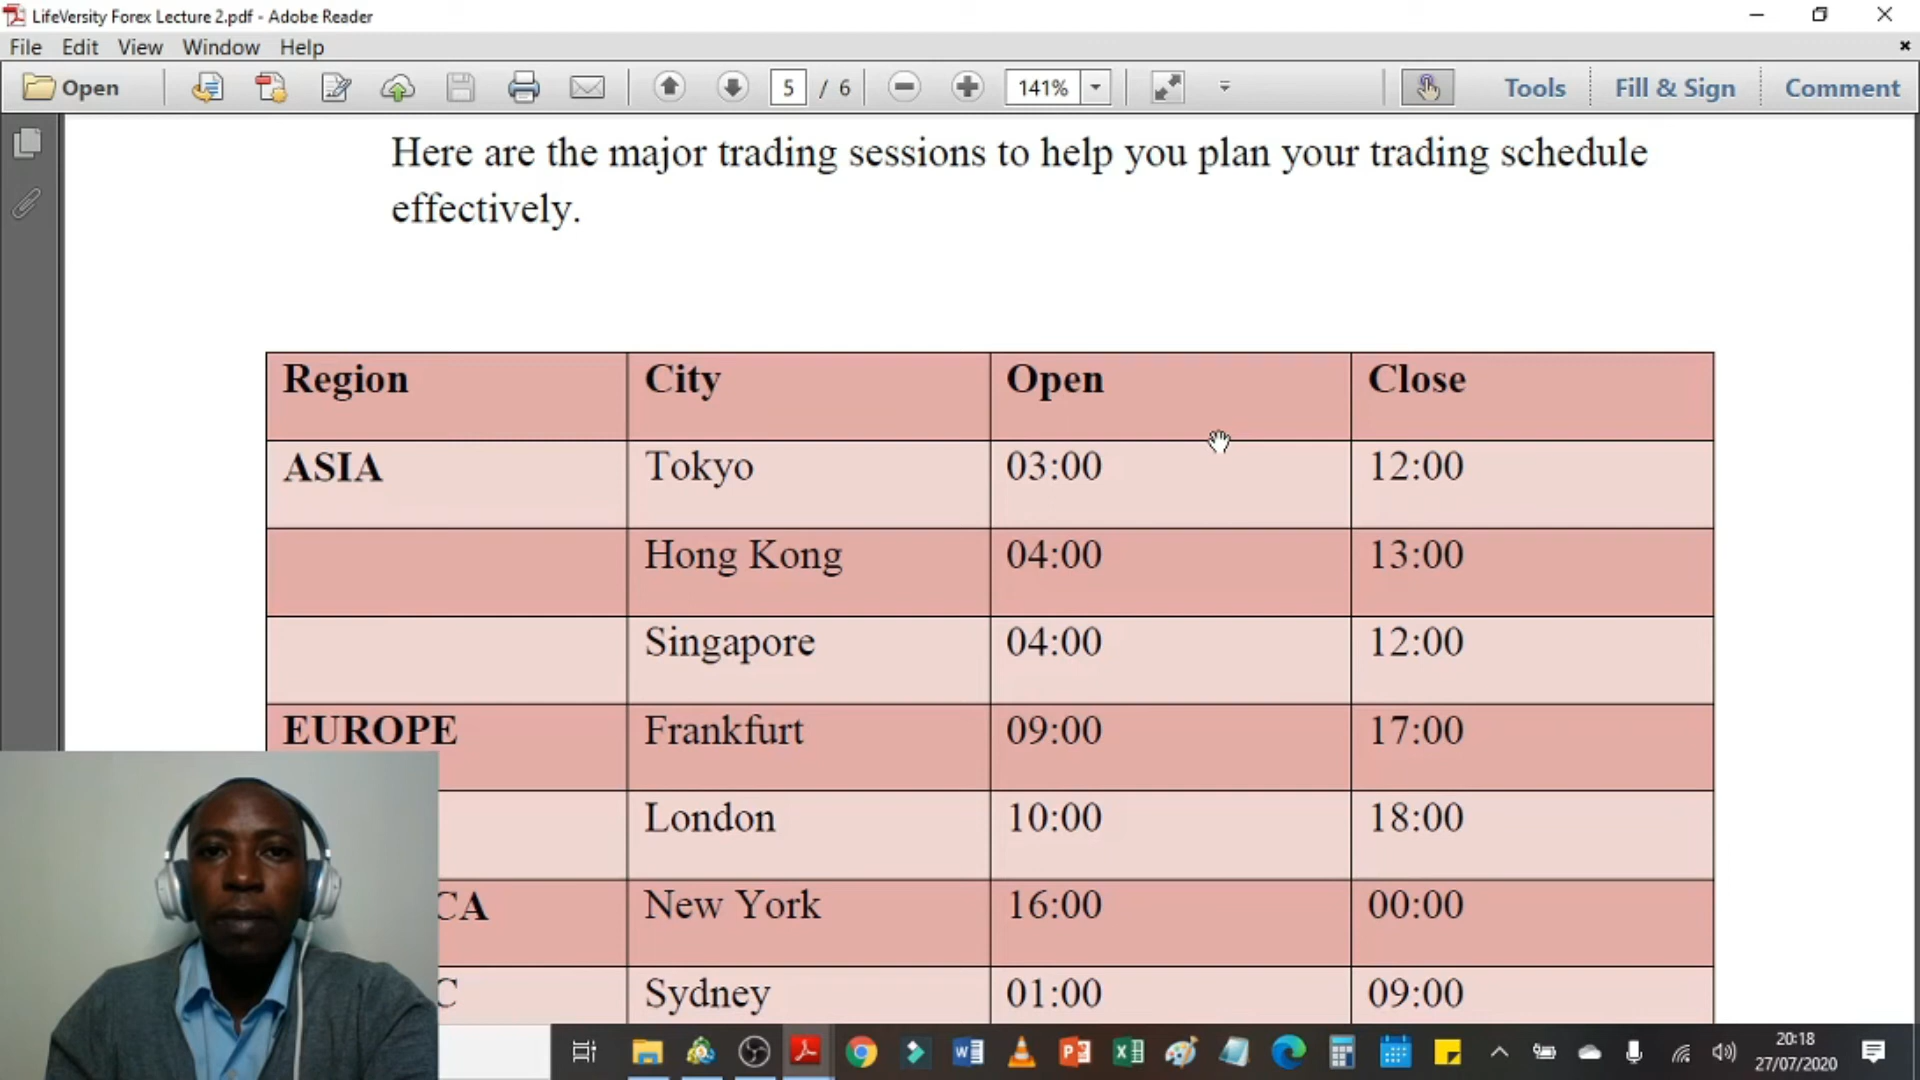 LifeVersity Forex Lecture 2.pdf - Adobe Reader
File Edit View Window Help
Open 5 / 6 141% Tools Fill & Sign Comment
Here are the major trading sessions to help you plan your trading schedule
effectively.
Region City Open Close
ASIA Tokyo 03:00 12:00
Hong Kong 04:00 13:00
Singapore 04:00 12:00
EUROPE Frankfurt 09:00 17:00
London 10:00 18:00
CA New York 16:00 00:00
C Sydney 01:00 09:00
20:18
27/07/2020